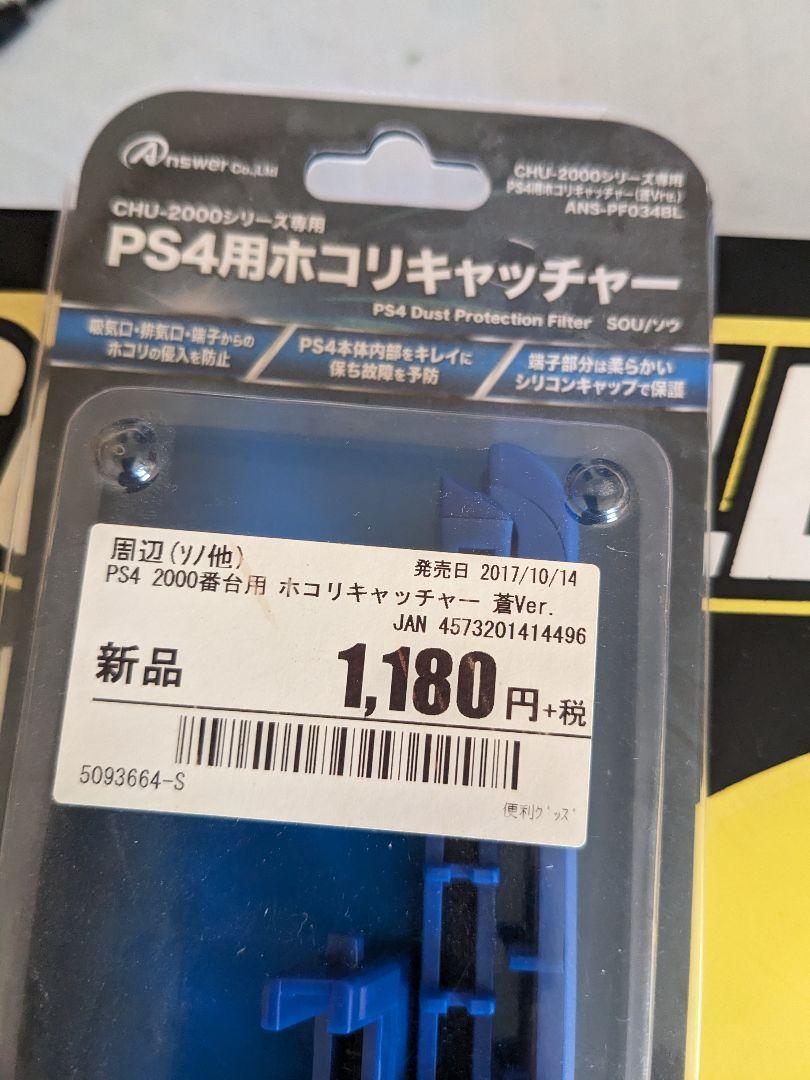 Answer Co.,Ltd
CHU-2000シリーズ専用
PS4用ホコリキャッチャー(蒼Vre.)
ANS-PF034BL
CHU-2000シリーズ専用
PS4用ホコリキャッチャー
PS4 Dust Protection Filter SOU/ソウ
吸気口・排気口・端子からの
ホコリの侵入を防止
PS4本体内部をキレイに
保ち故障を予防
端子部分は柔らかい
シリコンキャップで保護
周辺(ｿﾉ他)
発売日 2017/10/14
PS4 2000番台用 ホコリキャッチャー 蒼Ver.
JAN 4573201414496
新品
1,180円+税
5093664-S
便利ｸﾞｯｽﾞ